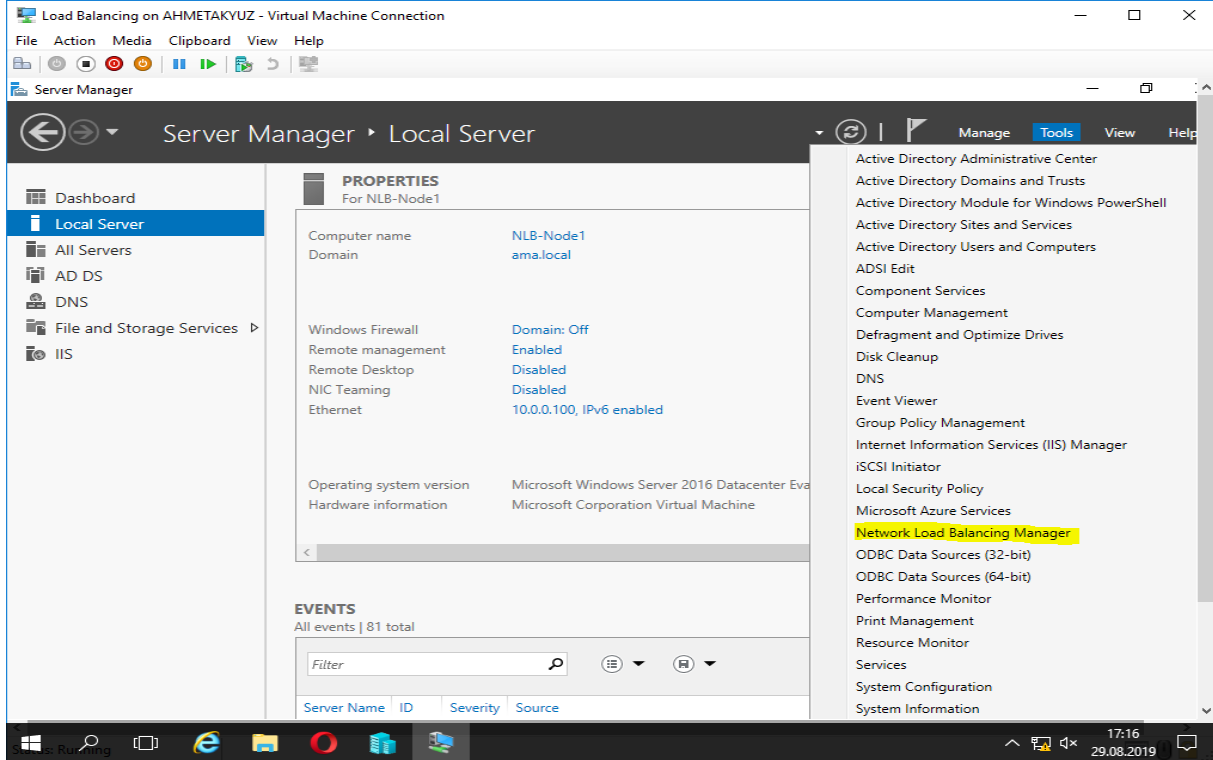 Load Balancing on AHMETAKYUZ - Virtual Machine Connection
File Action Media Clipboard View Help
Server Manager
Server Manager ‣ Local Server
Manage Tools View Help
Dashboard
Local Server
All Servers
AD DS
DNS
File and Storage Services
IIS
PROPERTIES
For NLB-Node1
Computer name NLB-Node1
Domain ama.local
Windows Firewall Domain: Off
Remote management Enabled
Remote Desktop Disabled
NIC Teaming Disabled
Ethernet 10.0.0.100, IPv6 enabled
Operating system version Microsoft Windows Server 2016 Datacenter Eva
Hardware information Microsoft Corporation Virtual Machine
EVENTS
All events | 81 total
Filter
Server Name ID Severity Source
Active Directory Administrative Center
Active Directory Domains and Trusts
Active Directory Module for Windows PowerShell
Active Directory Sites and Services
Active Directory Users and Computers
ADSI Edit
Component Services
Computer Management
Defragment and Optimize Drives
Disk Cleanup
DNS
Event Viewer
Group Policy Management
Internet Information Services (IIS) Manager
iSCSI Initiator
Local Security Policy
Microsoft Azure Services
Network Load Balancing Manager
ODBC Data Sources (32-bit)
ODBC Data Sources (64-bit)
Performance Monitor
Print Management
Resource Monitor
Services
System Configuration
System Information
Status: Running
17:16
29.08.2019